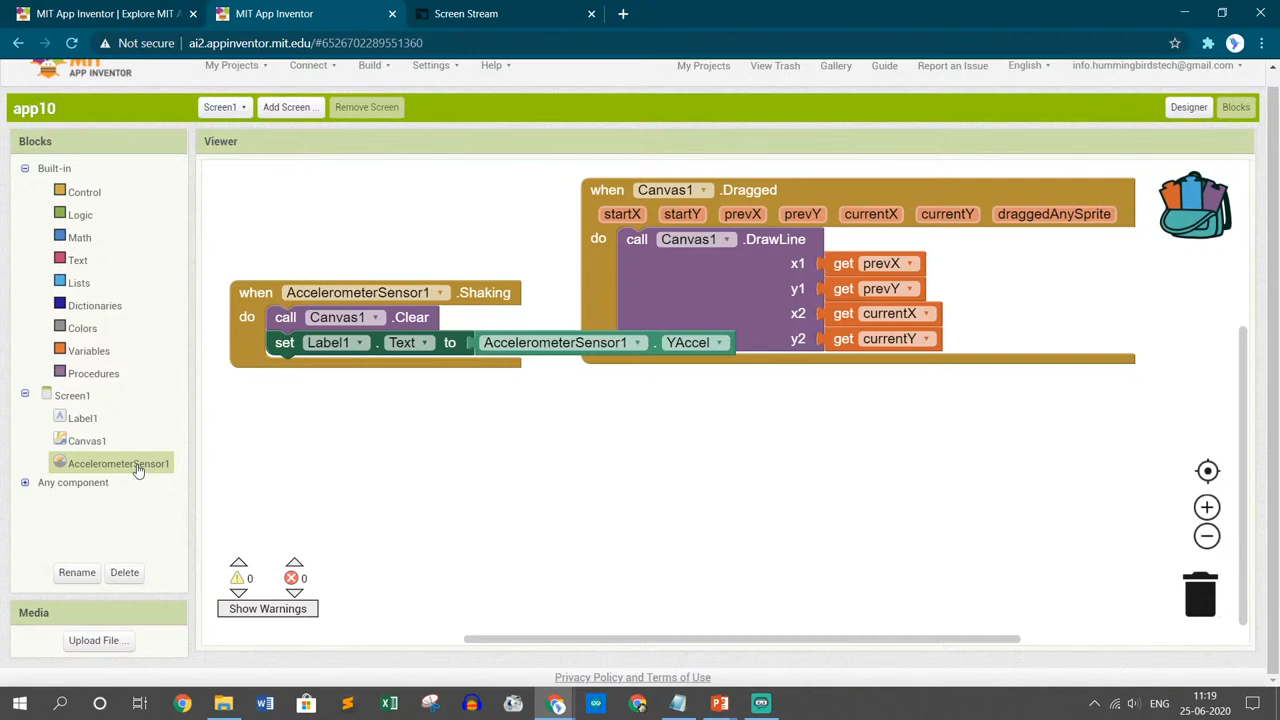 MIT App Inventor | Explore MIT A
MIT App Inventor
Screen Stream
Not secure
ai2.appinventor.mit.edu/#6526702289551360
MIT
APP INVENTOR
My Projects
Connect
Build
Settings
Help
My Projects
View Trash
Gallery
Guide
Report an Issue
English
info.hummingbirdstech@gmail.com
app10
Screen1
Add Screen ...
Remove Screen
Designer
Blocks
Blocks
Viewer
Built-in
Control
Logic
Math
Text
Lists
Dictionaries
Colors
Variables
Procedures
Screen1
Label1
Canvas1
AccelerometerSensor1
Any component
Rename
Delete
Media
Upload File ...
when Canvas1 .Dragged
startX startY prevX prevY currentX currentY draggedAnySprite
do call Canvas1 .DrawLine
x1 get prevX
y1 get prevY
x2 get currentX
y2 get currentY
when AccelerometerSensor1 .Shaking
do call Canvas1 .Clear
set Label1 . Text to AccelerometerSensor1 . YAccel
0
0
Show Warnings
Privacy Policy and Terms of Use
ENG
11:19
25-06-2020